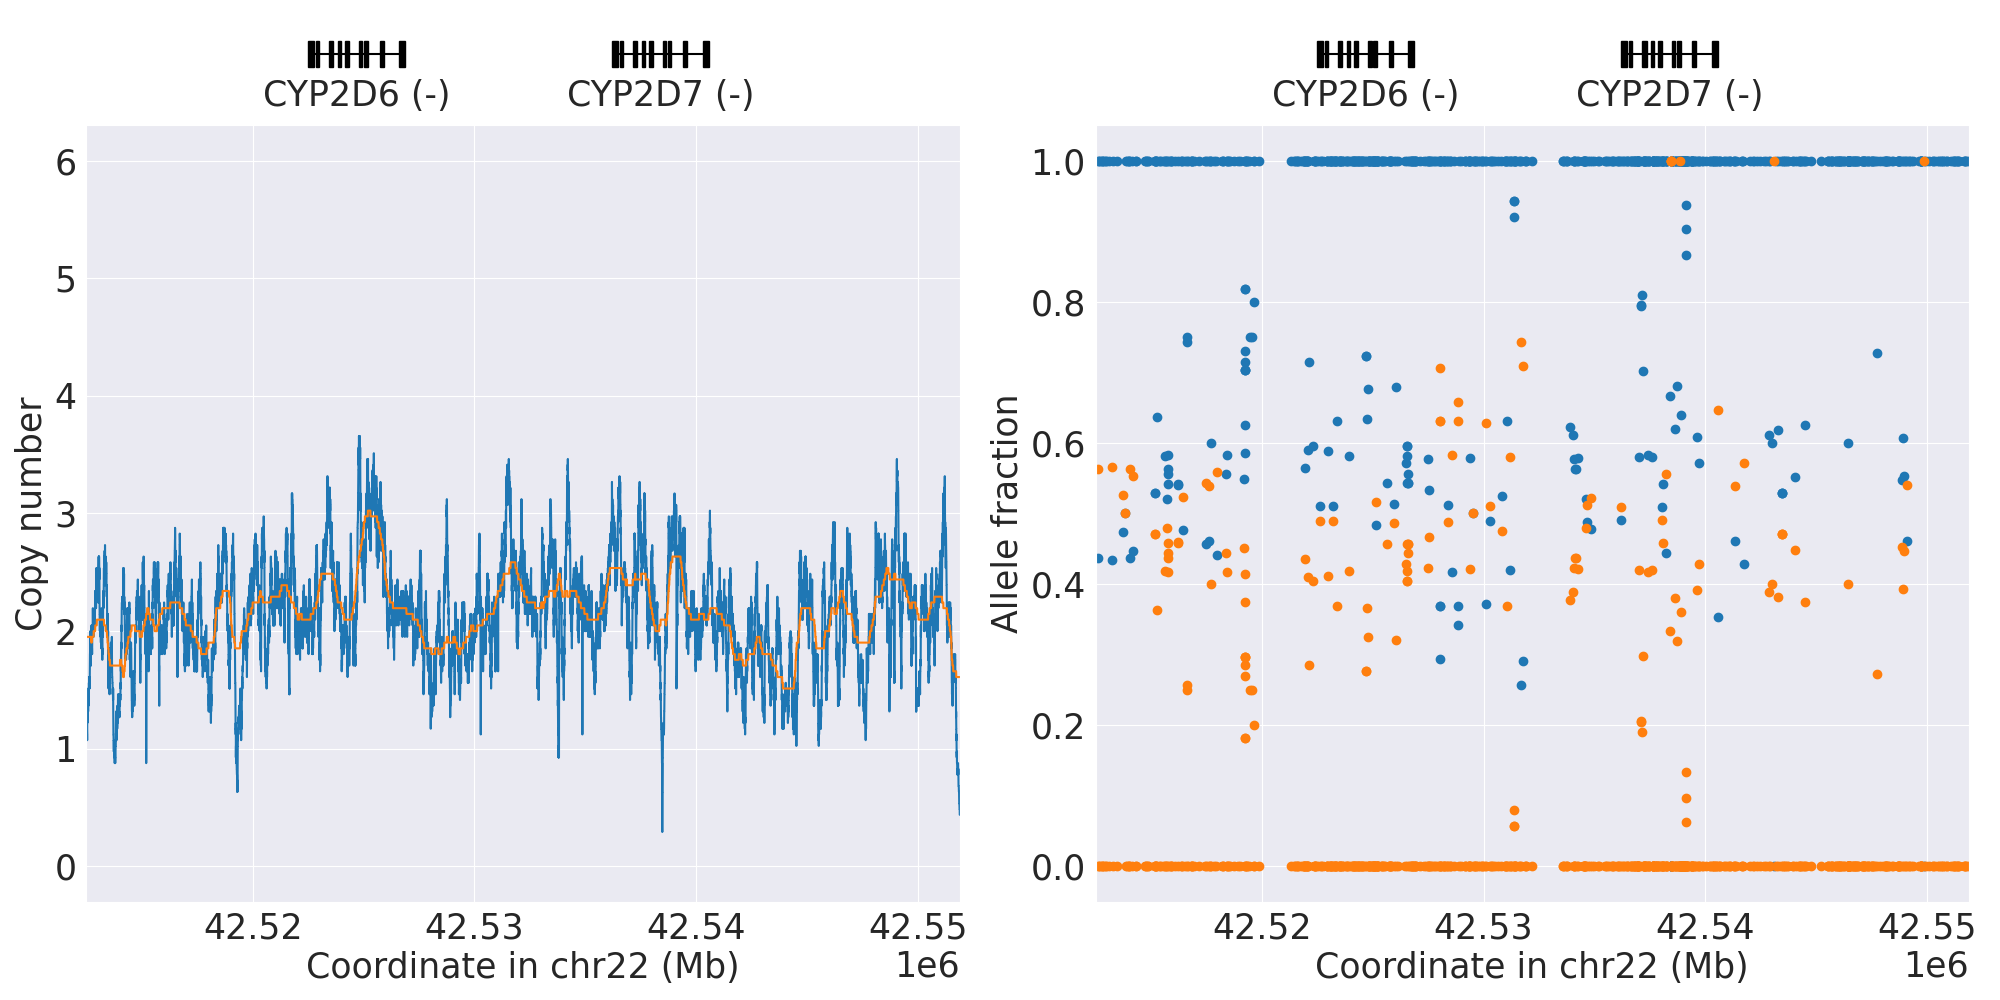 CYP2D6 (-) CYP2D7 (-)
6
5
4
3
2
1
0
Copy number
42.52 42.53 42.54 42.55
1e6
Coordinate in chr22 (Mb)
CYP2D6 (-) CYP2D7 (-)
1.0
0.8
0.6
0.4
0.2
0.0
Allele fraction
42.52 42.53 42.54 42.55
1e6
Coordinate in chr22 (Mb)